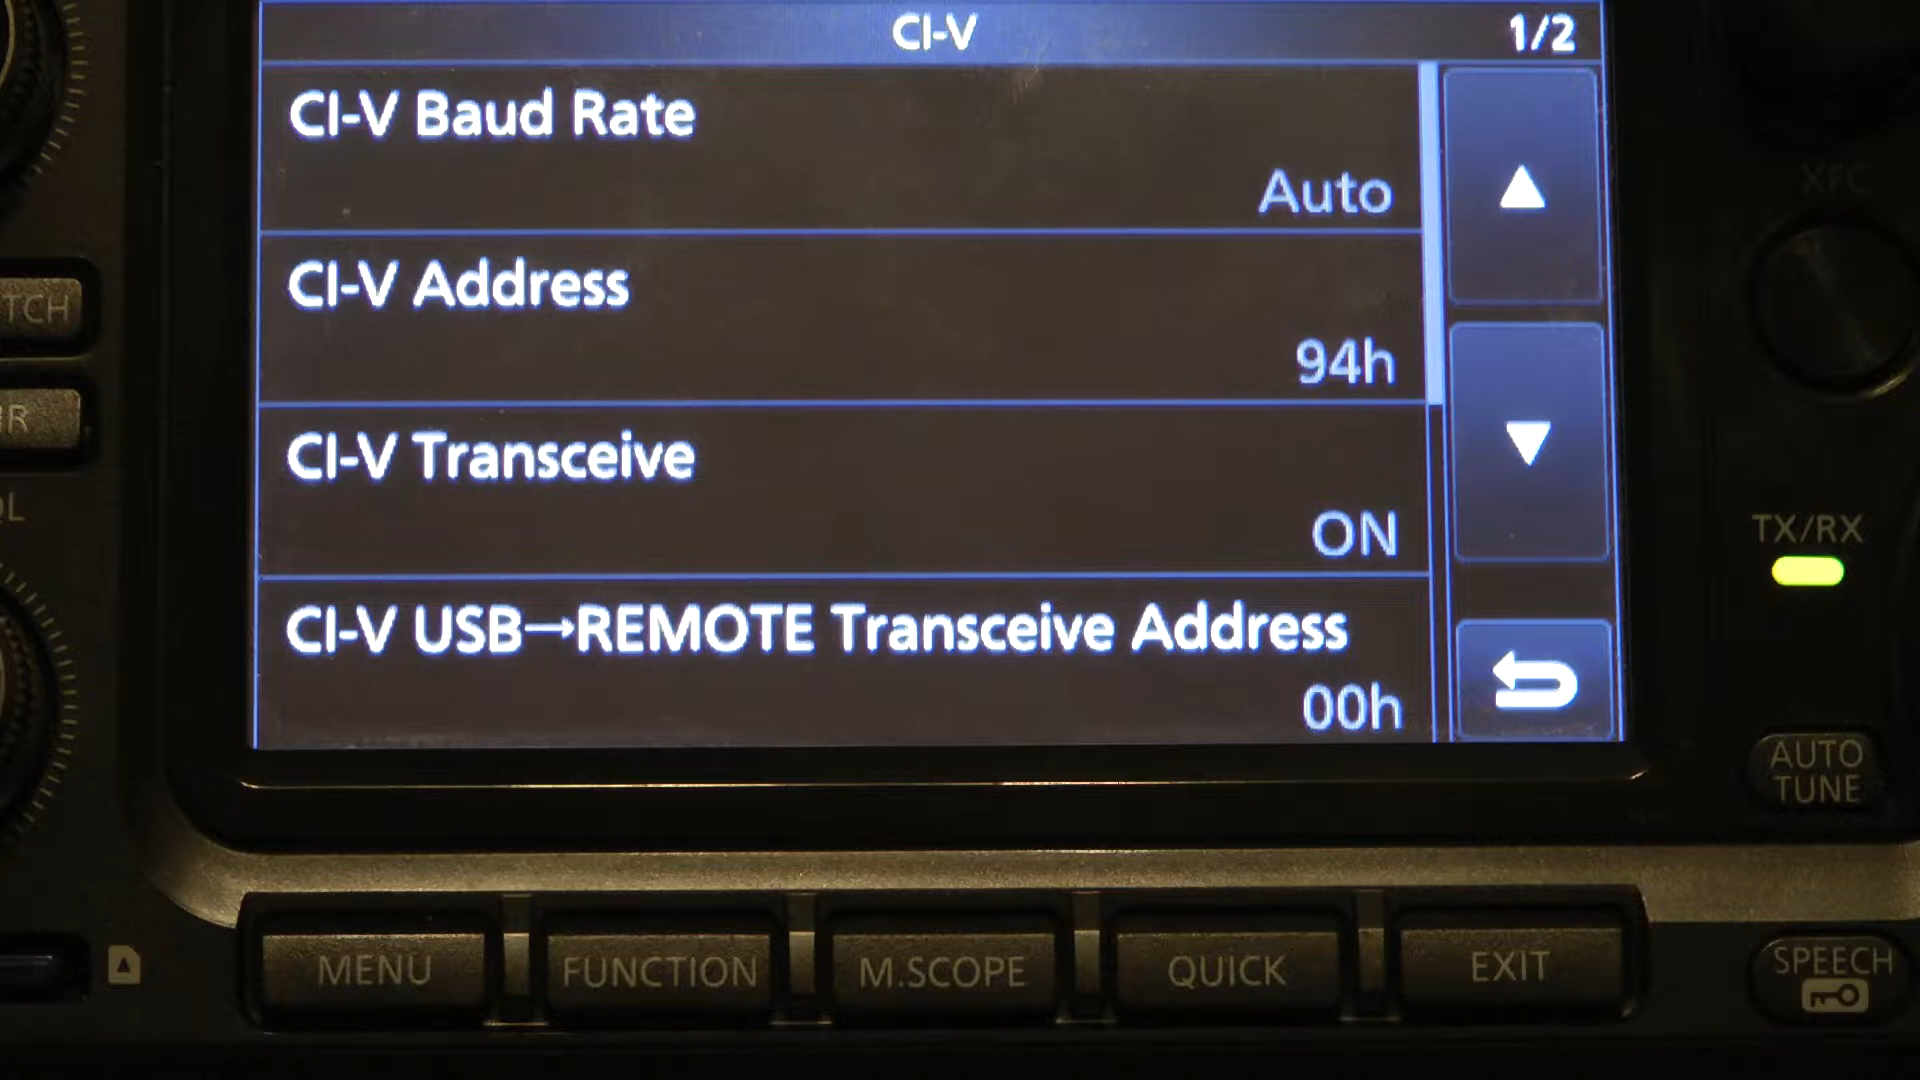 CI-V 1/2
CI-V Baud Rate
Auto
CI-V Address
94h
CI-V Transceive
ON
CI-V USB→REMOTE Transceive Address
00h
XFC
TCH
TX/RX
AUTO
TUNE
MENU
FUNCTION
M.SCOPE
QUICK
EXIT
SPEECH